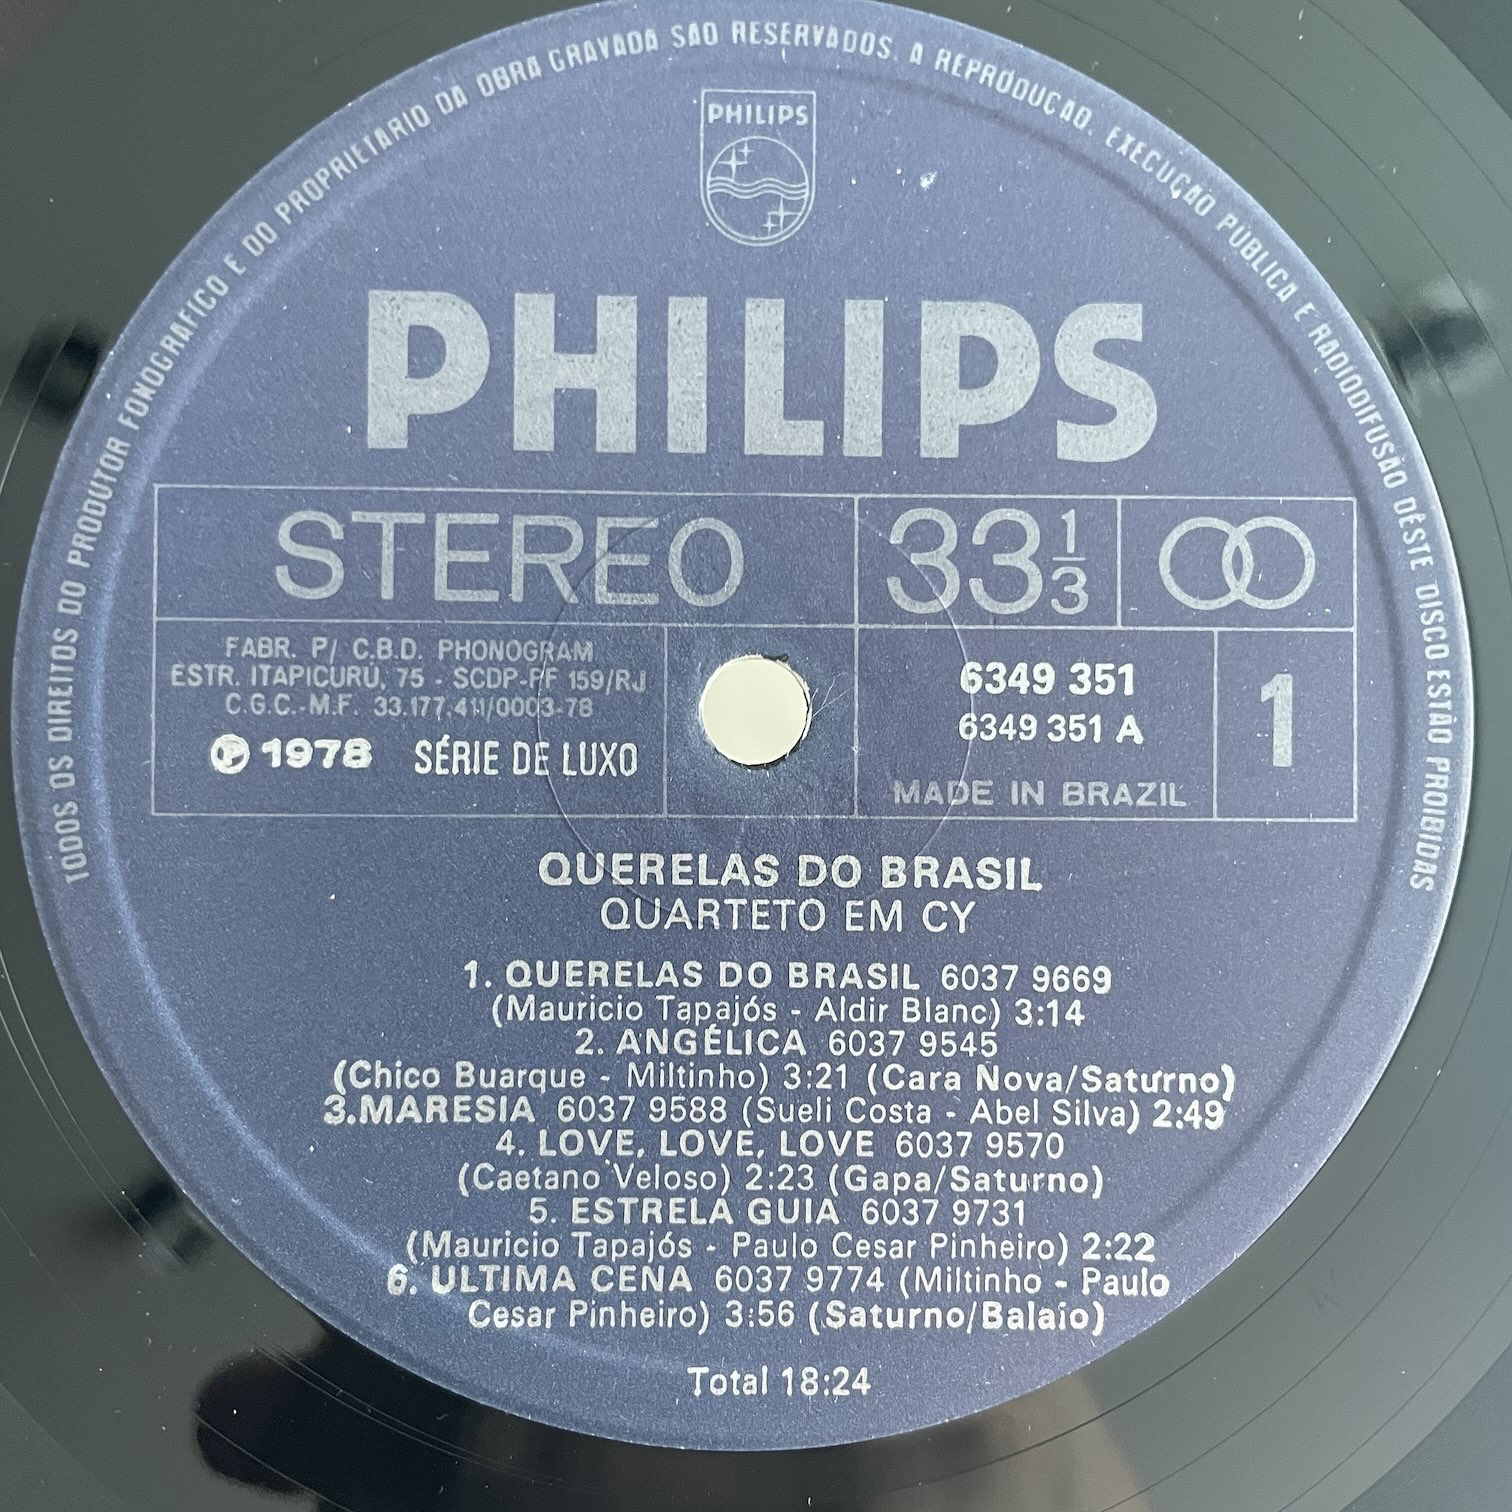 TODOS OS DIREITOS DO PRODUTOR FONOGRAFICO E DO PROPRIETARIO DA OBRA GRAVADA SAO RESERVADOS. A REPRODUÇAO. EXECUÇAO PUBLICA E RADIODIFUSÃO DÊSTE DISCO ESTÃO PROIBIDAS
PHILIPS
PHILIPS
STEREO 33 1/3
FABR. P/ C.B.D. PHONOGRAM
ESTR. ITAPICURÚ, 75 - SCDP-PF 159/RJ
C.G.C.-M.F. 33.177.411/0003-78
Ⓟ 1978 SÉRIE DE LUXO
6349 351
6349 351 A
MADE IN BRAZIL
1
QUERELAS DO BRASIL
QUARTETO EM CY
1. QUERELAS DO BRASIL 6037 9669
(Mauricio Tapajós - Aldir Blanc) 3:14
2. ANGÉLICA 6037 9545
(Chico Buarque - Miltinho) 3:21 (Cara Nova/Saturno)
3.MARESIA 6037 9588 (Sueli Costa - Abel Silva) 2:49
4. LOVE, LOVE, LOVE 6037 9570
(Caetano Veloso) 2:23 (Gapa/Saturno)
5. ESTRELA GUIA 6037 9731
(Mauricio Tapajós - Paulo Cesar Pinheiro) 2:22
6. ULTIMA CENA 6037 9774 (Miltinho - Paulo
Cesar Pinheiro) 3:56 (Saturno/Balaio)
Total 18:24